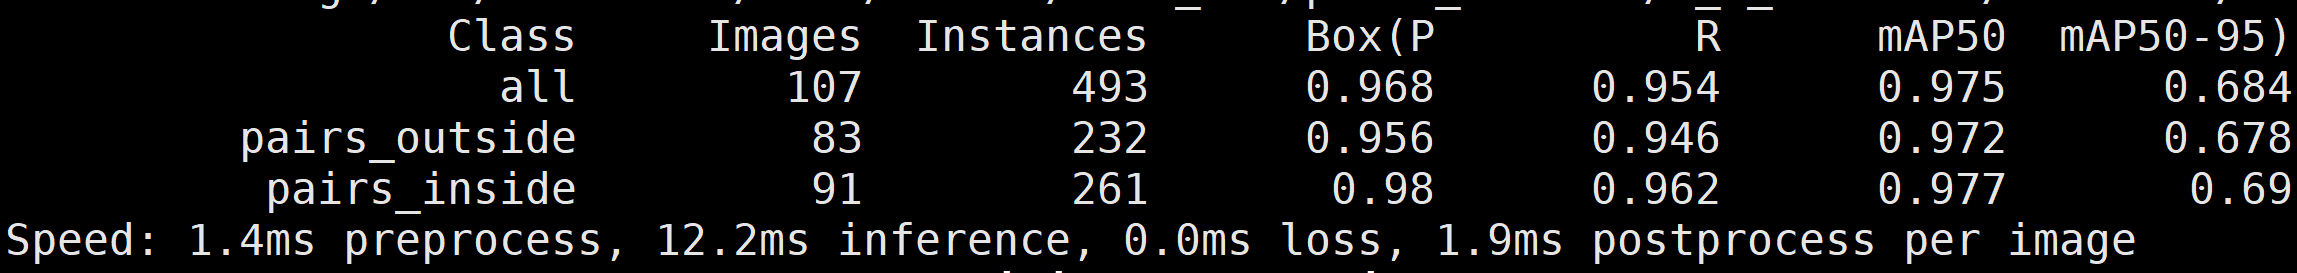 Class Images Instances Box(P R mAP50 mAP50-95)
all 107 493 0.968 0.954 0.975 0.684
pairs_outside 83 232 0.956 0.946 0.972 0.678
pairs_inside 91 261 0.98 0.962 0.977 0.69
Speed: 1.4ms preprocess, 12.2ms inference, 0.0ms loss, 1.9ms postprocess per image